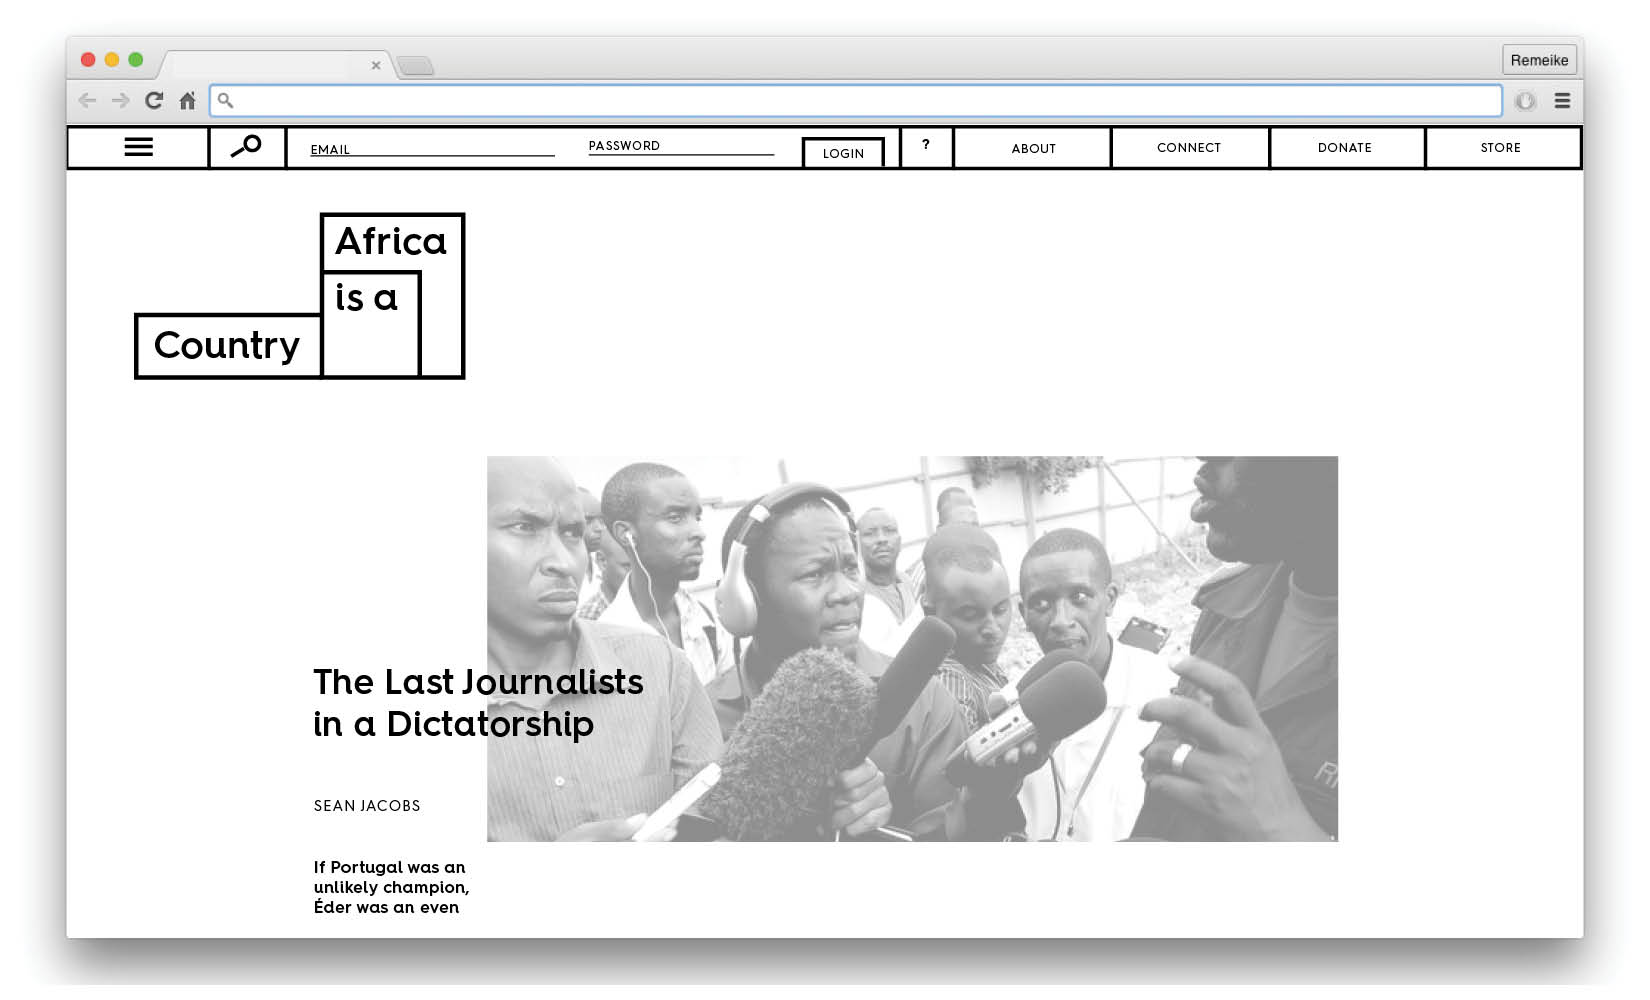 Remeike
EMAIL
PASSWORD
LOGIN
?
ABOUT
CONNECT
DONATE
STORE
Africa
is a
Country
The Last Journalists
in a Dictatorship
SEAN JACOBS
If Portugal was an
unlikely champion,
Éder was an even